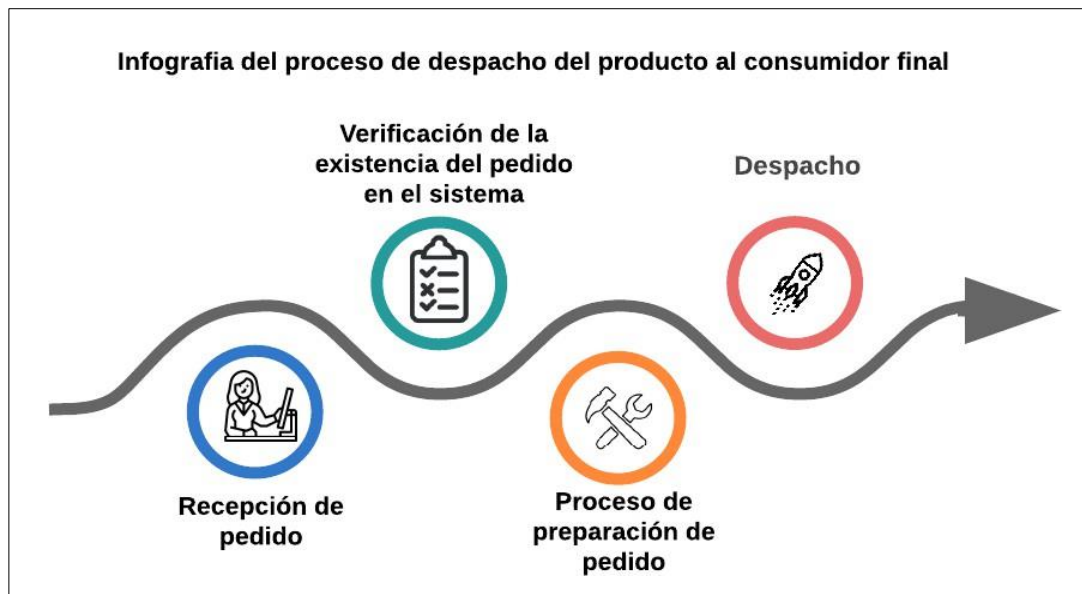 Infografia del proceso de despacho del producto al consumidor final
Verificación de la
existencia del pedido
en el sistema
Despacho
Recepción de
pedido
Proceso de
preparación de
pedido